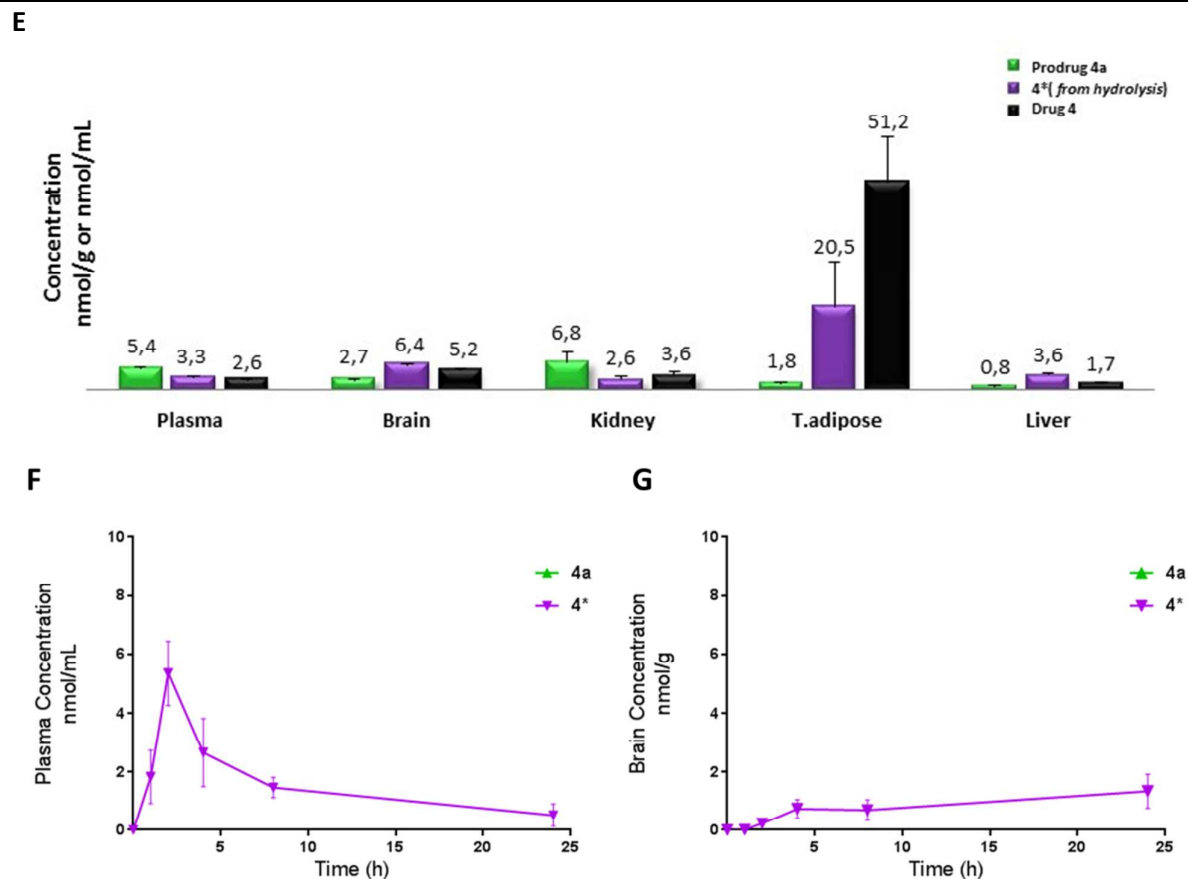 E
Prodrug 4a
4*( from hydrolysis)
Drug 4
Concentration
nmol/g or nmol/mL
5,4
3,3
2,6
2,7
6,4
5,2
6,8
2,6
3,6
1,8
20,5
51,2
0,8
3,6
1,7
Plasma
Brain
Kidney
T.adipose
Liver
F
Plasma Concentration
nmol/mL
10
8
6
4
2
0
5
10
15
20
25
Time (h)
4a
4*
G
Brain Concentration
nmol/g
10
8
6
4
2
0
5
10
15
20
25
Time (h)
4a
4*